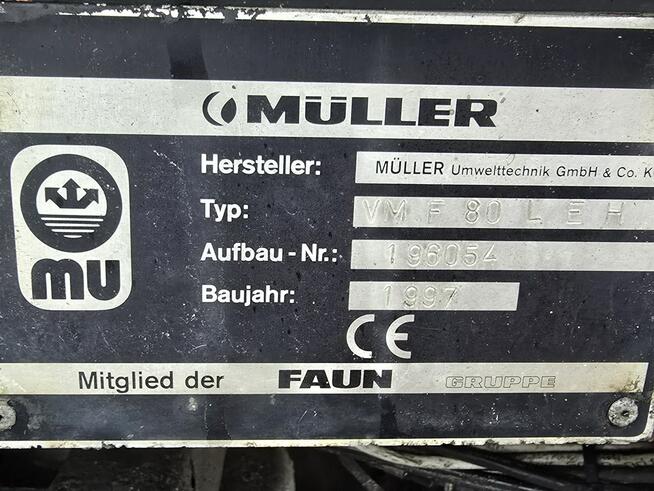 MÜLLER
Hersteller: MÜLLER Umwelttechnik GmbH & Co. K
Typ: VM F 80 L E H
Aufbau-Nr.: 196054
Baujahr: 1997
mu
CE
Mitglied der FAUN GRUPPE